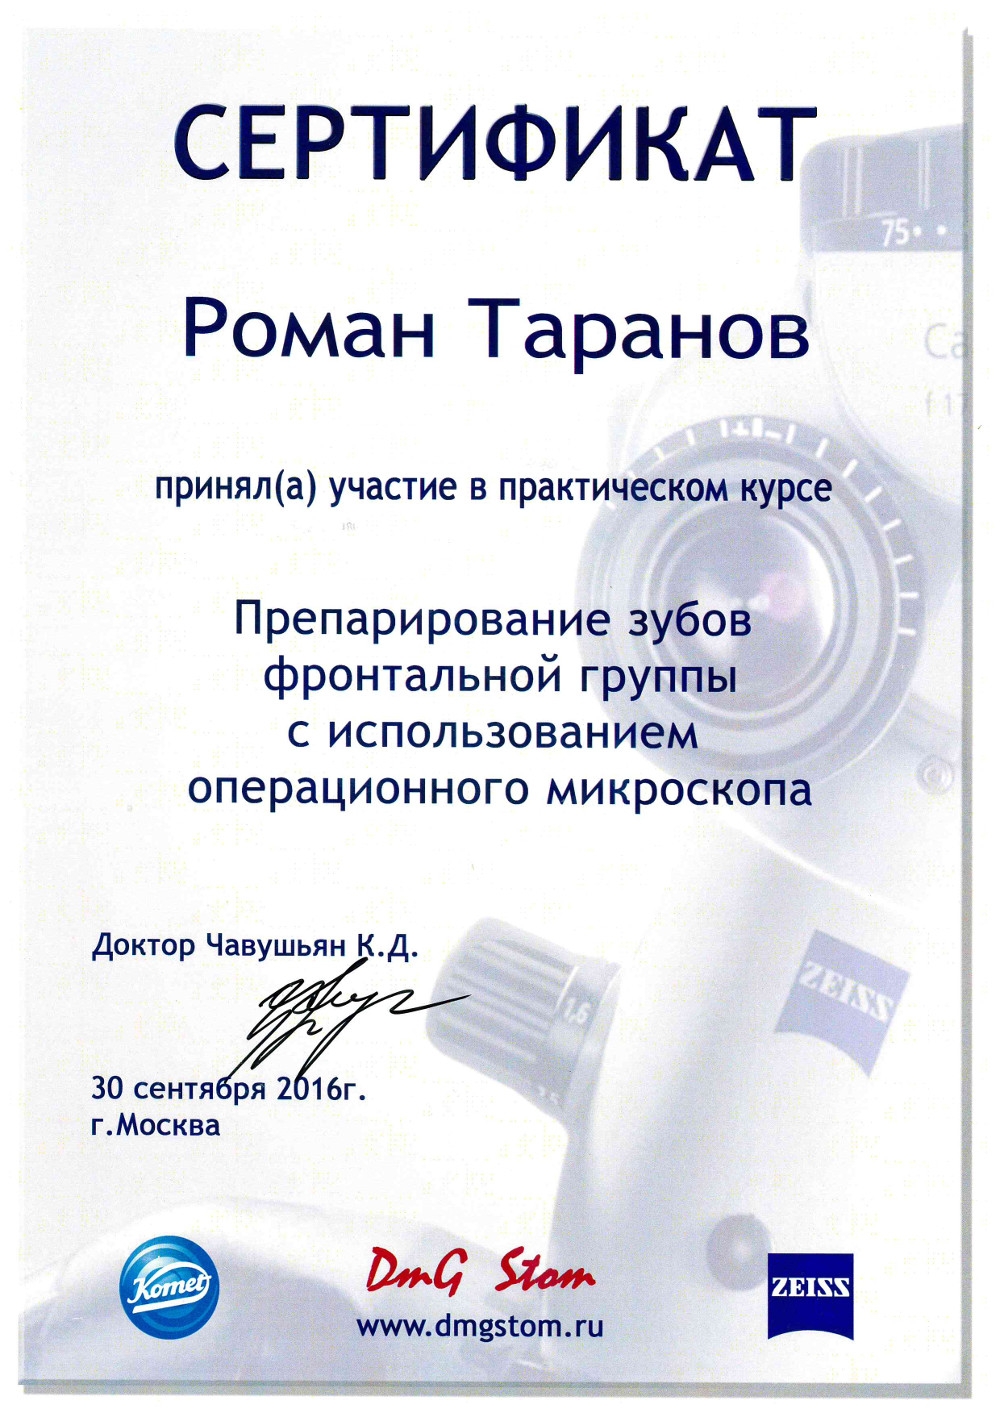 СЕРТИФИКАТ
75
Ca
f 17
Роман Таранов
принял(а) участие в практическом курсе
Препарирование зубов
фронтальной группы
с использованием
операционного микроскопа
Доктор Чавушьян К.Д.
ZEISS
1,6
30 сентября 2016г.
г.Москва
Komet
DmG Stom
www.dmgstom.ru
ZEISS